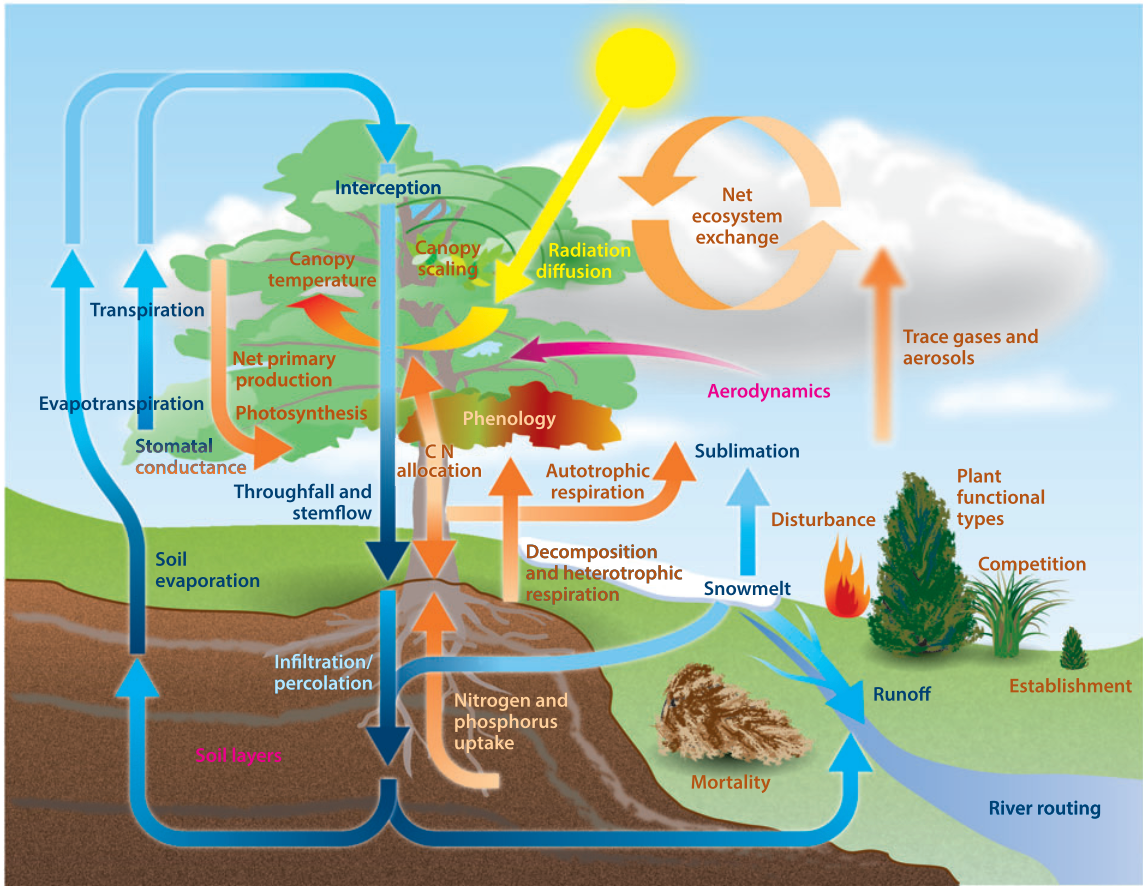 Interception
Net
ecosystem
exchange
Canopy
scaling
Radiation
diffusion
Canopy
temperature
Transpiration
Trace gases and
aerosols
Net primary
production
Aerodynamics
Evapotranspiration
Photosynthesis
Phenology
Stomatal
conductance
C N
allocation
Autotrophic
respiration
Sublimation
Throughfall and
stemflow
Plant
functional
types
Disturbance
Soil
evaporation
Decomposition
and heterotrophic
respiration
Competition
Snowmelt
Infiltration/
percolation
Runoff
Establishment
Nitrogen and
phosphorus
uptake
Soil layers
Mortality
River routing